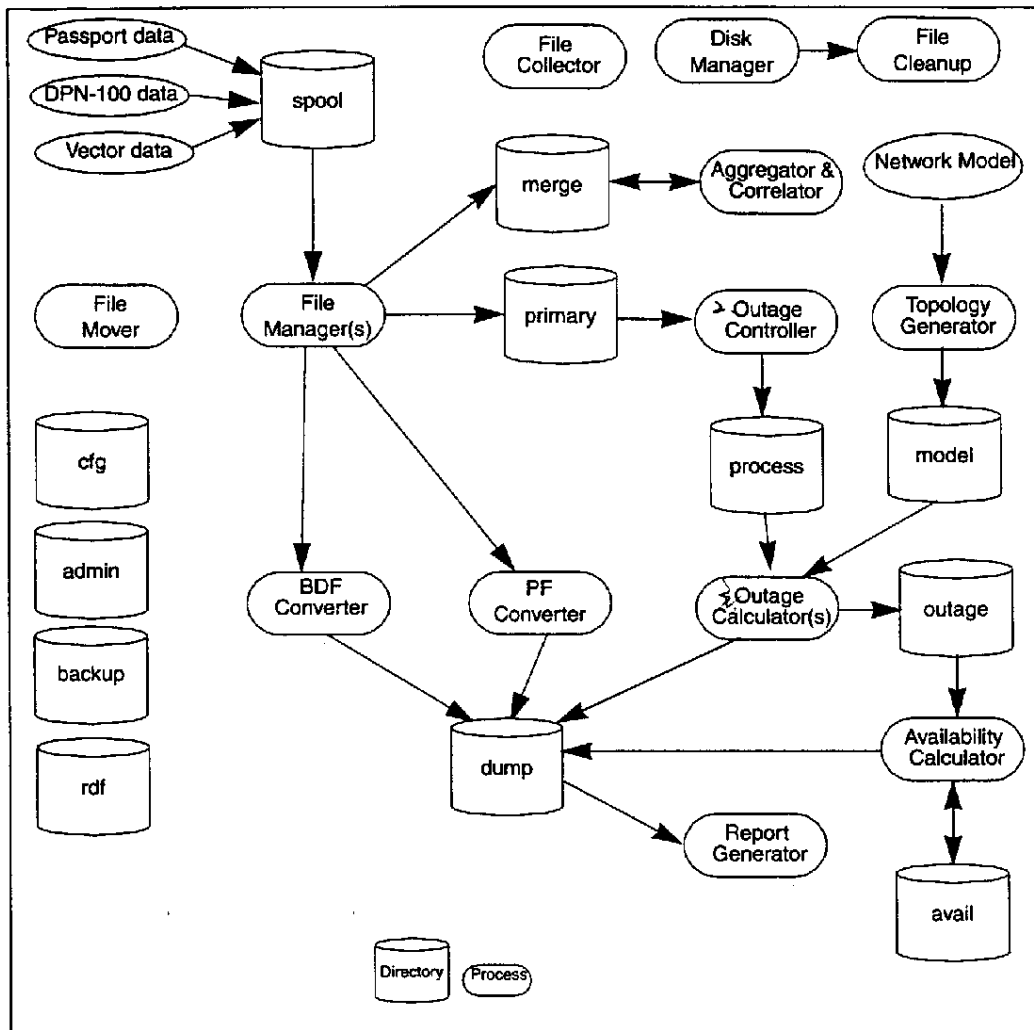 Passport data
DPN-100 data
Vector data
spool
File
Collector
Disk
Manager
File
Cleanup
merge
Aggregator &
Correlator
Network Model
File
Mover
File
Manager(s)
primary
Outage
Controller
Topology
Generator
cfg
process
model
admin
BDF
Converter
PF
Converter
Outage
Calculator(s)
outage
backup
rdf
dump
Availability
Calculator
Report
Generator
avail
Directory
Process